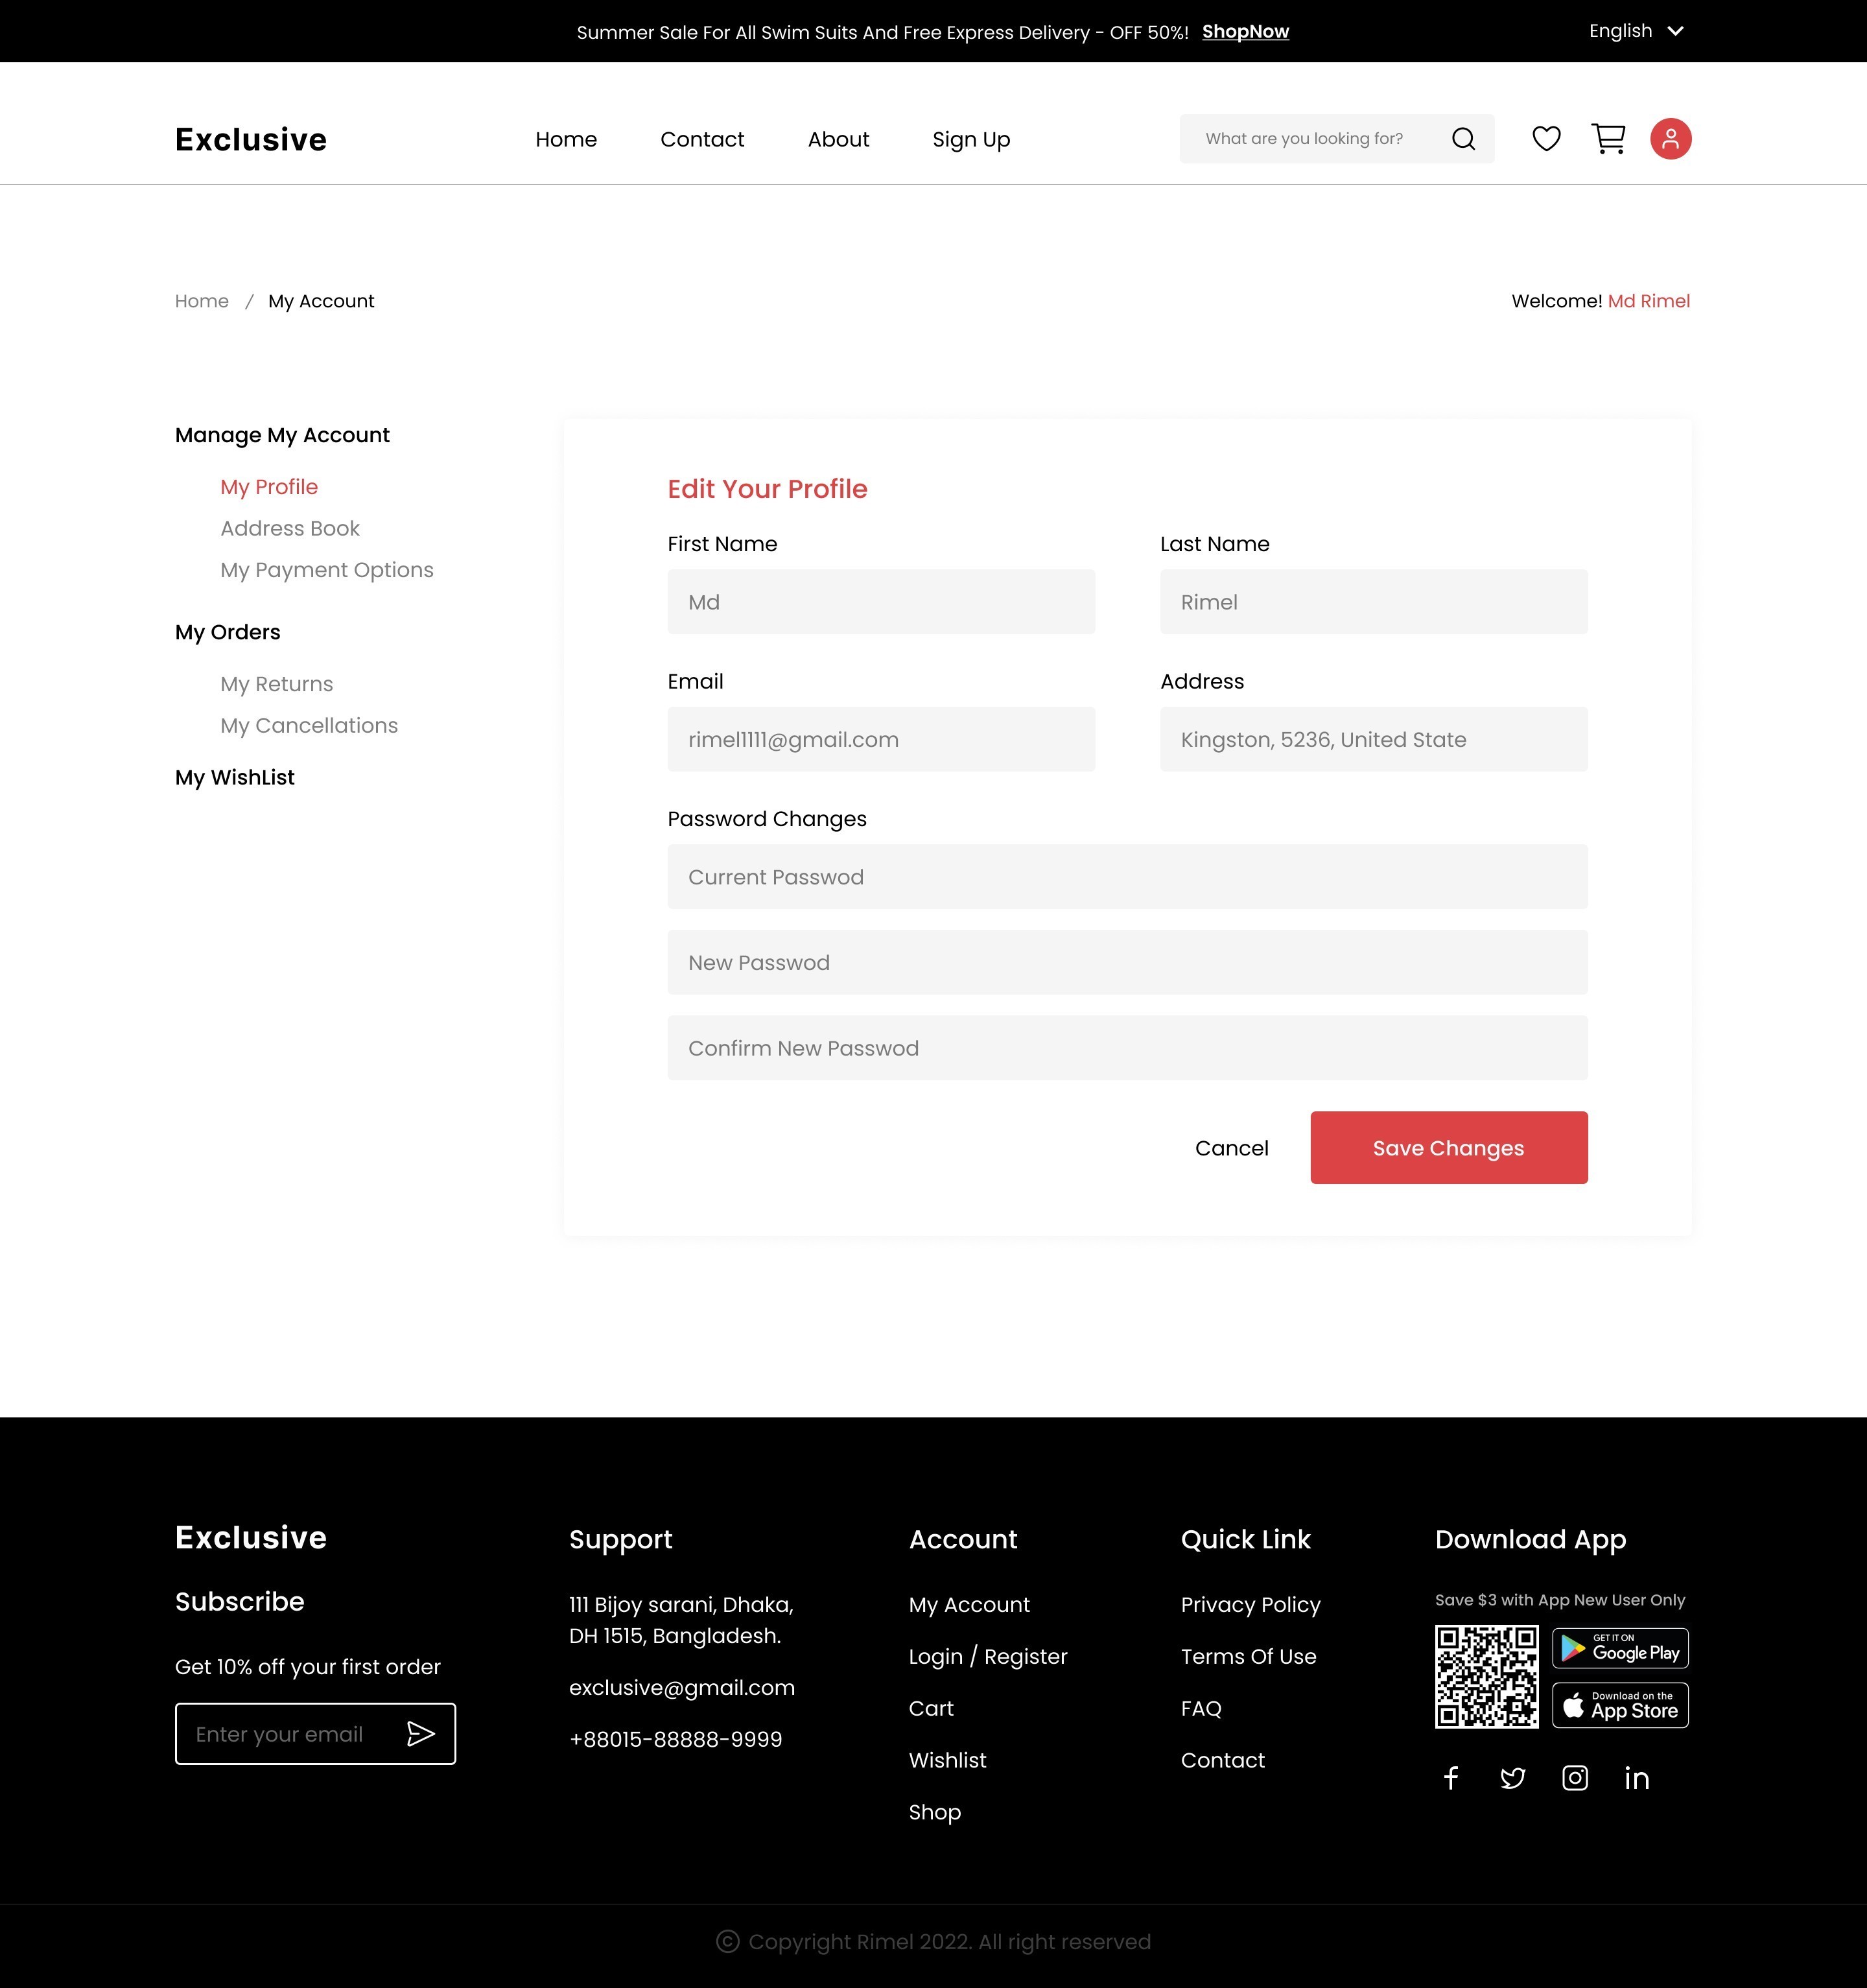 Summer Sale For All Swim Suits And Free Express Delivery - OFF 50%! ShopNow
English
Exclusive
Home
Contact
About
Sign Up
What are you looking for?
Home / My Account
Welcome! Md Rimel
Manage My Account
My Profile
Address Book
My Payment Options
My Orders
My Returns
My Cancellations
My WishList
Edit Your Profile
First Name
Last Name
Md
Rimel
Email
Address
rimel1111@gmail.com
Kingston, 5236, United State
Password Changes
Current Passwod
New Passwod
Confirm New Passwod
Cancel
Save Changes
Exclusive
Subscribe
Get 10% off your first order
Enter your email
Support
111 Bijoy sarani, Dhaka,
DH 1515, Bangladesh.
exclusive@gmail.com
+88015-88888-9999
Account
My Account
Login / Register
Cart
Wishlist
Shop
Quick Link
Privacy Policy
Terms Of Use
FAQ
Contact
Download App
Save $3 with App New User Only
GET IT ON
Google Play
Download on the
App Store
© Copyright Rimel 2022. All right reserved